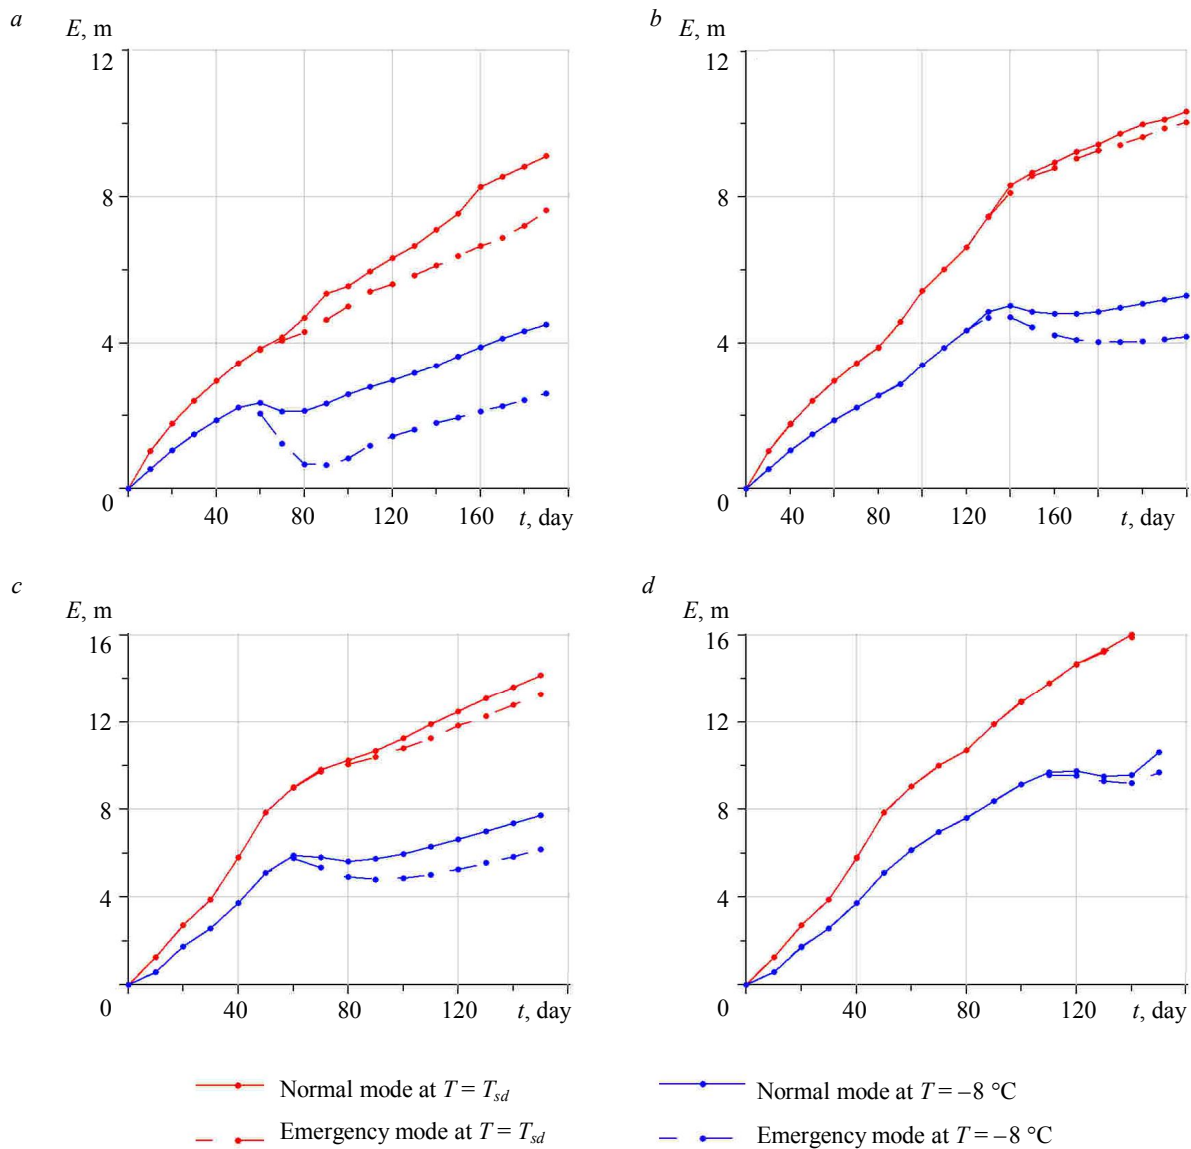 a
E, m
12
8
4
0
40 80 120 160 t, day
b
E, m
12
8
4
0
40 80 120 160 t, day
c
E, m
16
12
8
4
0
40 80 120 t, day
d
E, m
16
12
8
4
0
40 80 120 t, day
Normal mode at T = Tsd
Emergency mode at T = Tsd
Normal mode at T = –8 °C
Emergency mode at T = –8 °C